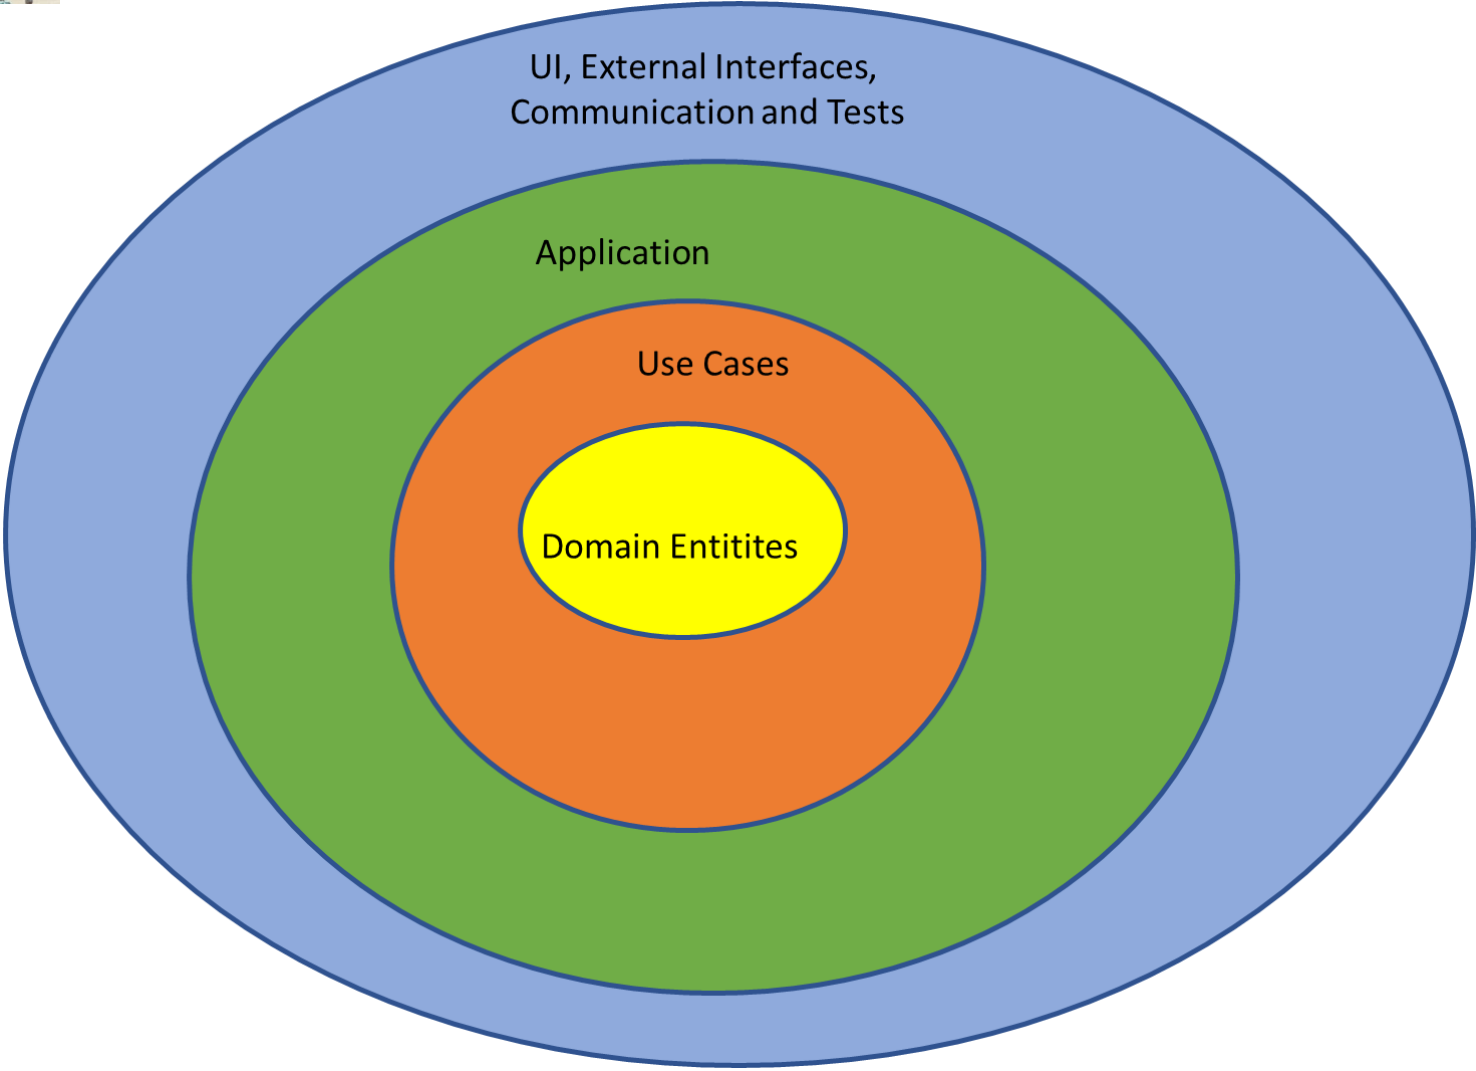 UI, External Interfaces,
Communication and Tests
Application
Use Cases
Domain Entitites